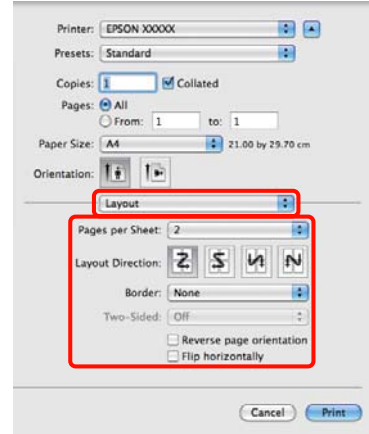 Printer: EPSON XXXXX
Presets: Standard
Copies: 1 Collated
Pages: All
From: 1 to: 1
Paper Size: A4 21.00 by 29.70 cm
Orientation:
Layout
Pages per Sheet: 2
Layout Direction:
Border: None
Two-Sided: Off
Reverse page orientation
Flip horizontally
Cancel Print